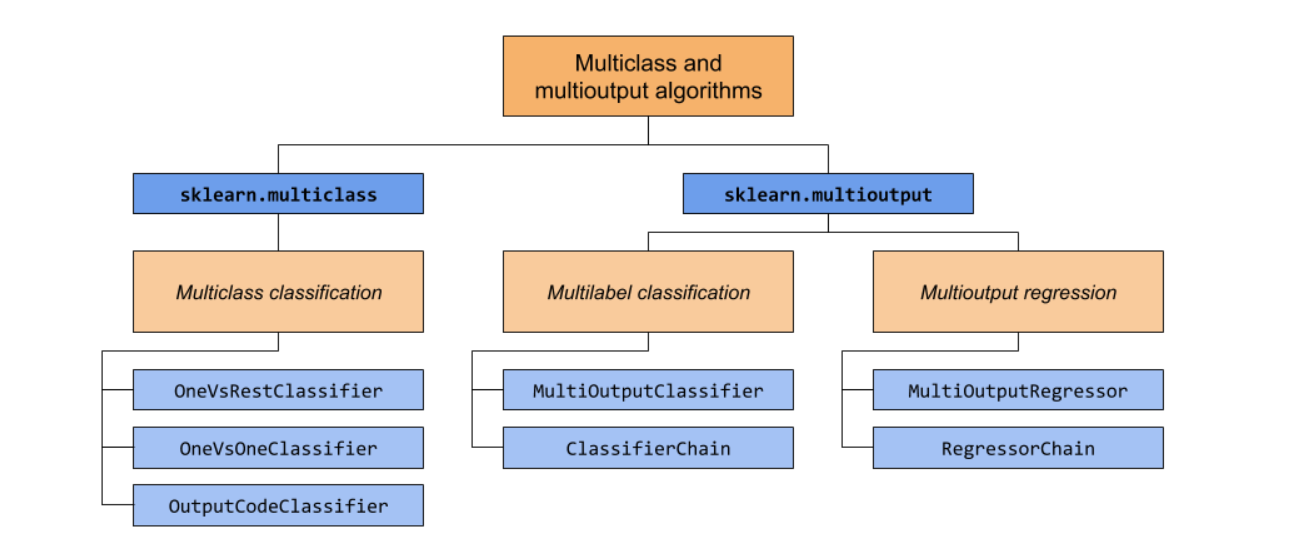 Multiclass and
multioutput algorithms
sklearn.multiclass
sklearn.multioutput
Multiclass classification
Multilabel classification
Multioutput regression
OneVsRestClassifier
MultiOutputClassifier
MultiOutputRegressor
OneVsOneClassifier
ClassifierChain
RegressorChain
OutputCodeClassifier